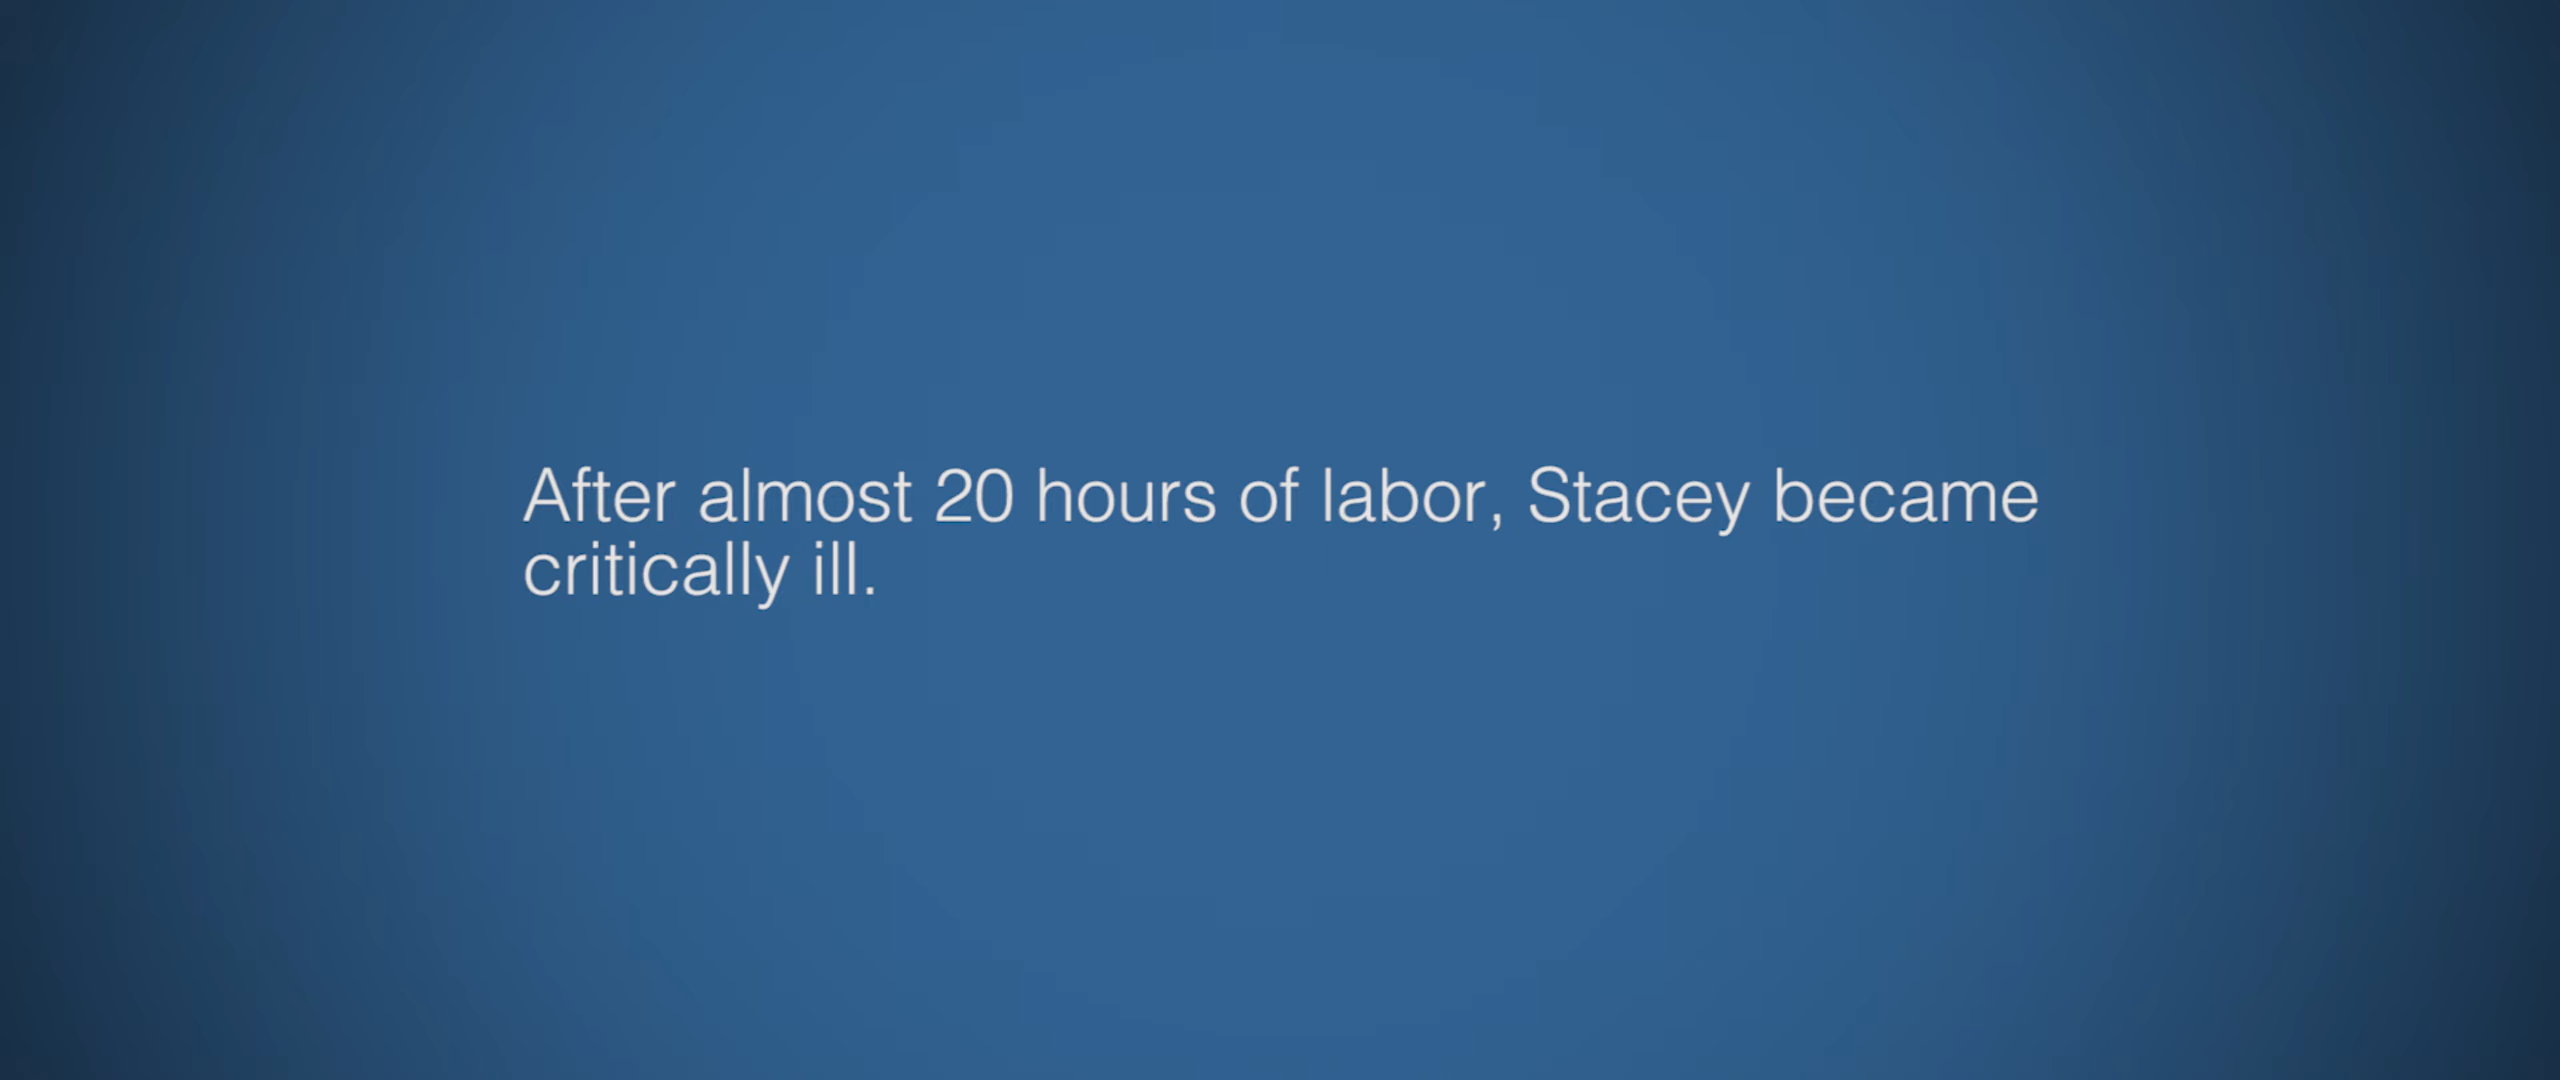 After almost 20 hours of labor, Stacey became
critically ill.